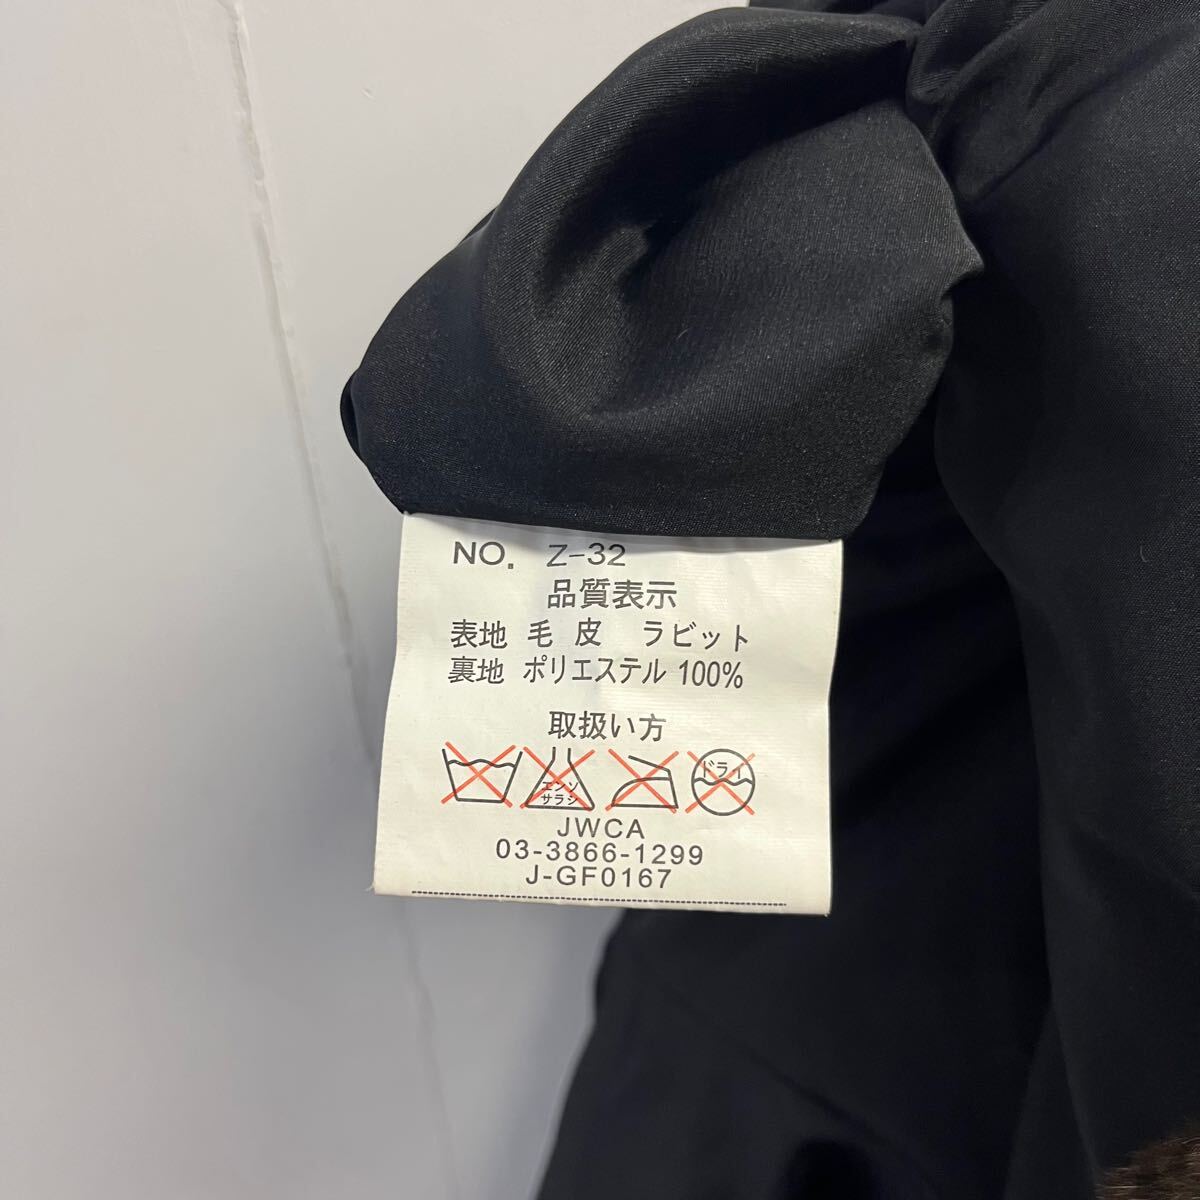 NO. Z-32
品質表示
表地 毛 皮 ラビット
裏地 ポリエステル 100%
取扱い方
エンソ サラシ ドライ
JWCA
03-3866-1299
J-GF0167